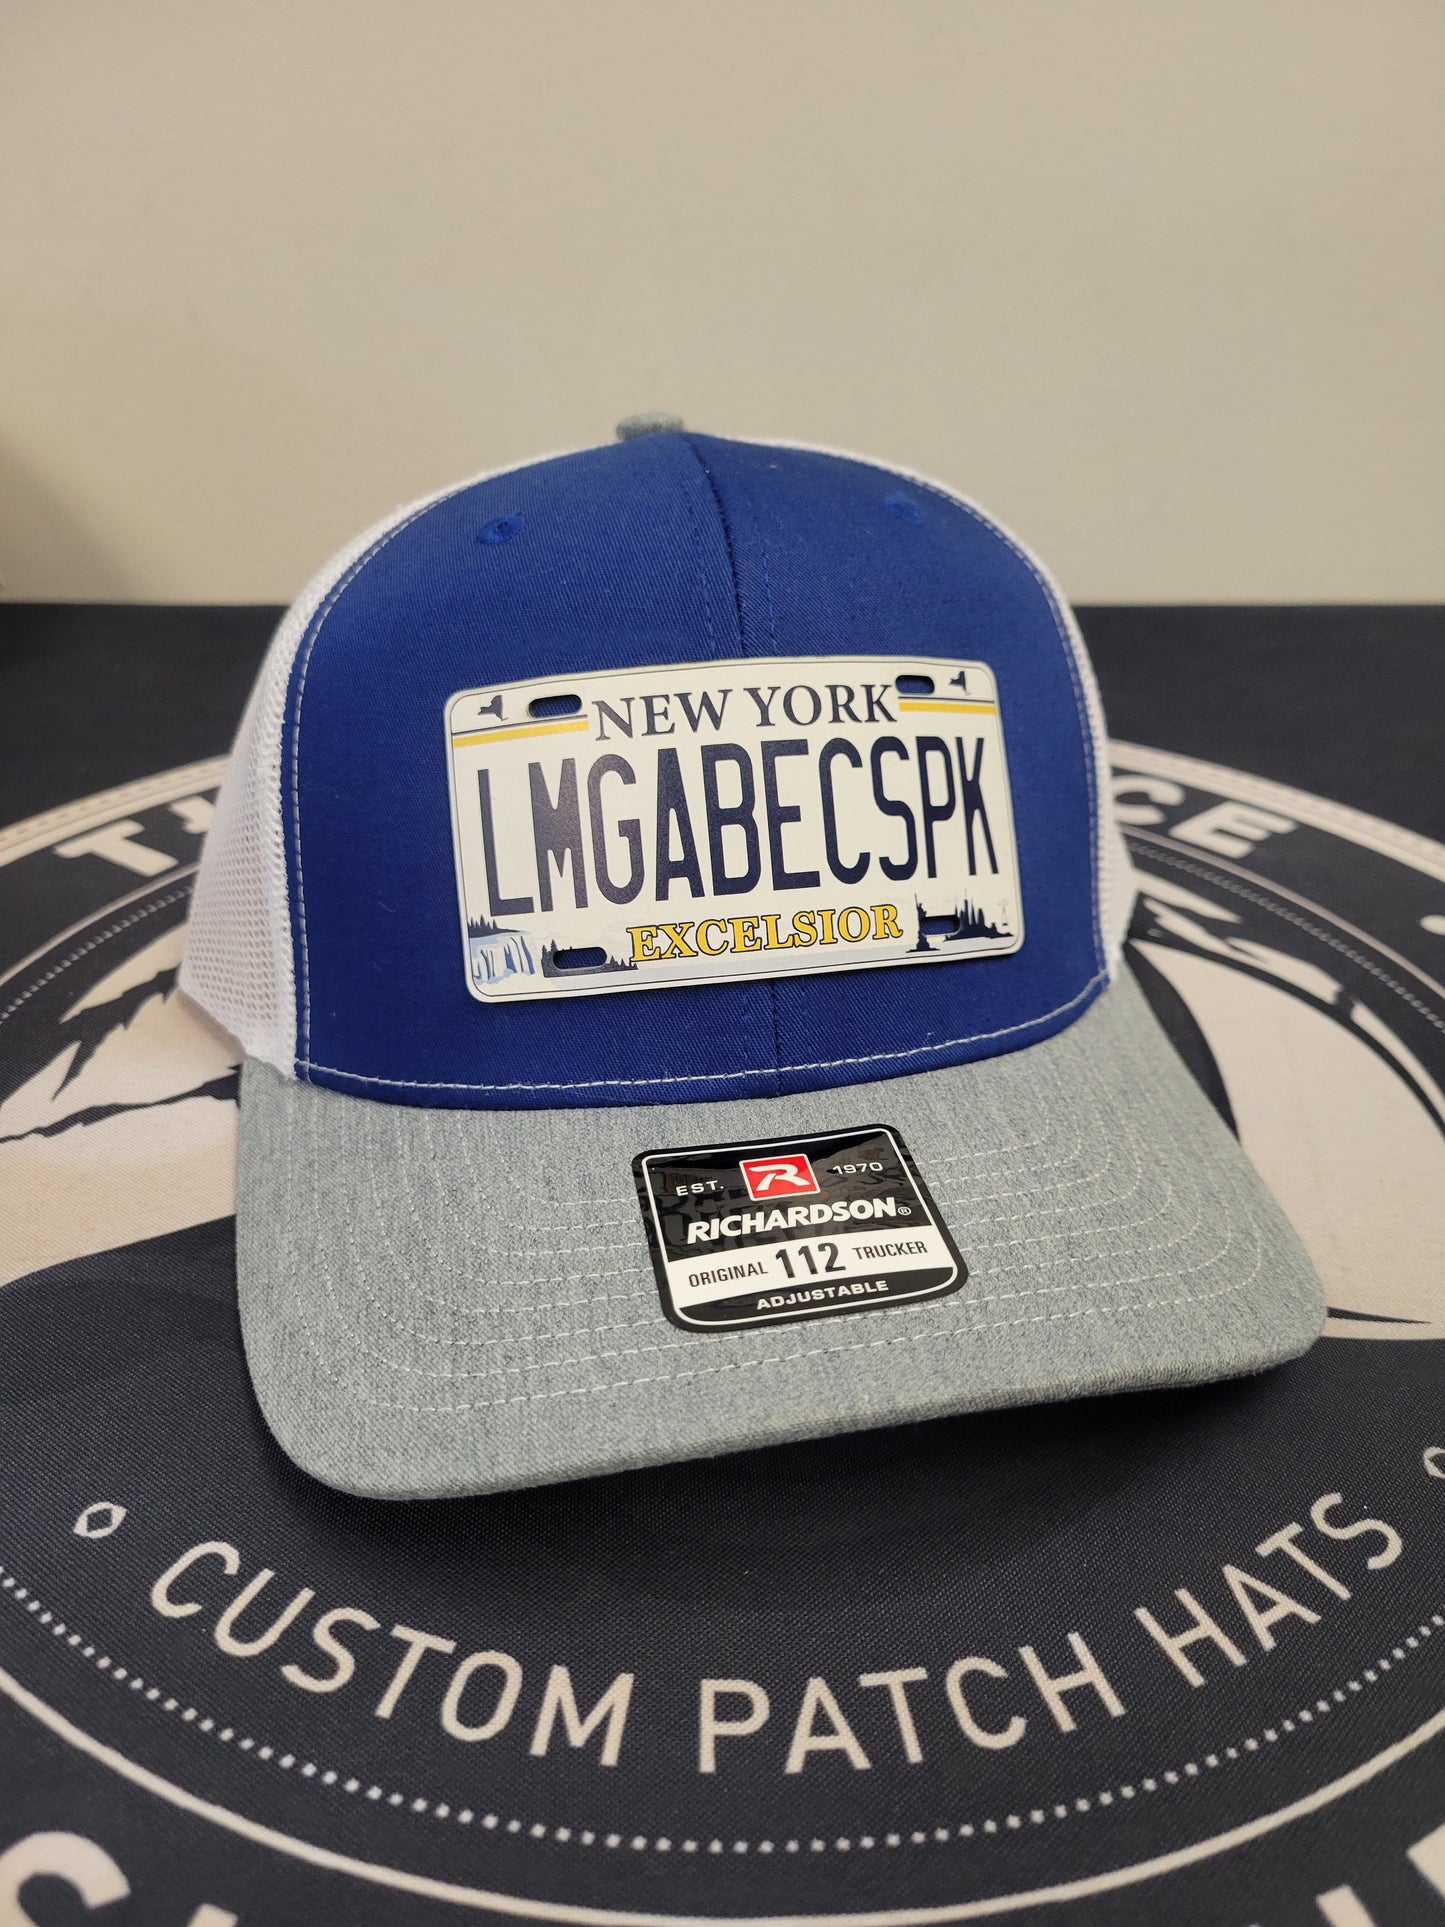 NEW YORK
LMGABECSPK
EXCELSIOR
EST. R 1970
RICHARDSON®
ORIGINAL 112 TRUCKER
ADJUSTABLE
CUSTOM PATCH HATS